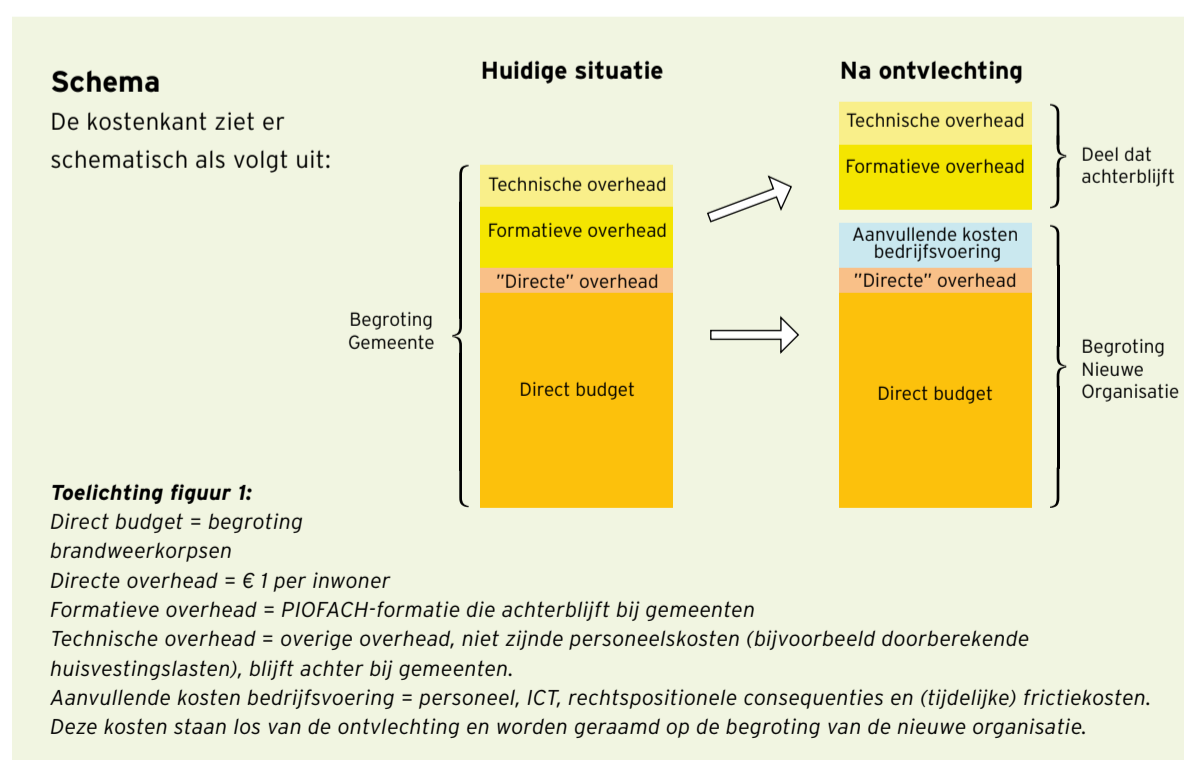 Schema
De kostenkant ziet er
schematisch als volgt uit:
Huidige situatie
Na ontvlechting
Begroting
Gemeente
Technische overhead
Formatieve overhead
”Directe” overhead
Direct budget
Technische overhead
Formatieve overhead
Deel dat
achterblijft
Aanvullende kosten
bedrijfsvoering
”Directe” overhead
Direct budget
Begroting
Nieuwe
Organisatie
Toelichting figuur 1:
Direct budget = begroting
brandweerkorpsen
Directe overhead = € 1 per inwoner
Formatieve overhead = PIOFACH-formatie die achterblijft bij gemeenten
Technische overhead = overige overhead, niet zijnde personeelskosten (bijvoorbeeld doorberekende
huisvestingslasten), blijft achter bij gemeenten.
Aanvullende kosten bedrijfsvoering = personeel, ICT, rechtspositionele consequenties en (tijdelijke) frictiekosten.
Deze kosten staan los van de ontvlechting en worden geraamd op de begroting van de nieuwe organisatie.